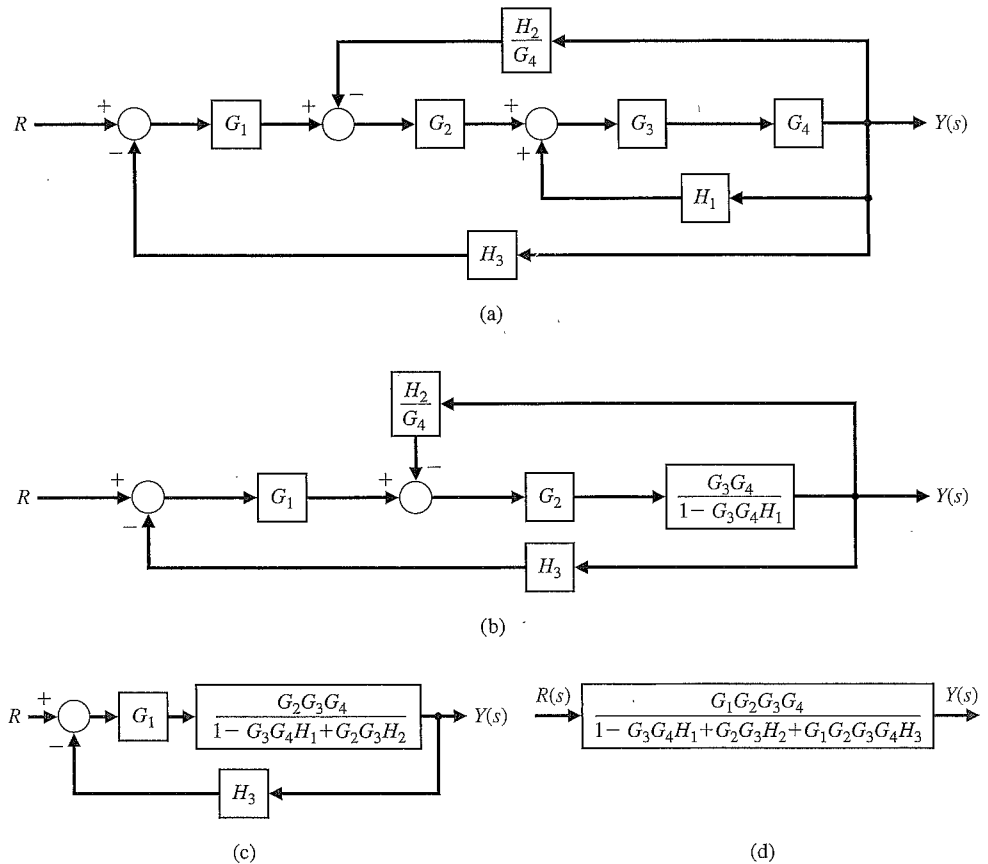 H₂
G₄
R + G₁ + − G₂ + G₃ G₄ Y(s)
− +
H₁
H₃
(a)
H₂
G₄
−
R + G₁ + G₂ G₃G₄ Y(s)
1 − G₃G₄H₁
−
H₃
(b)
R + G₁ G₂G₃G₄ Y(s)
1 − G₃G₄H₁+G₂G₃H₂
−
H₃
(c)
R(s) G₁G₂G₃G₄ Y(s)
1 − G₃G₄H₁+G₂G₃H₂+G₁G₂G₃G₄H₃
(d)